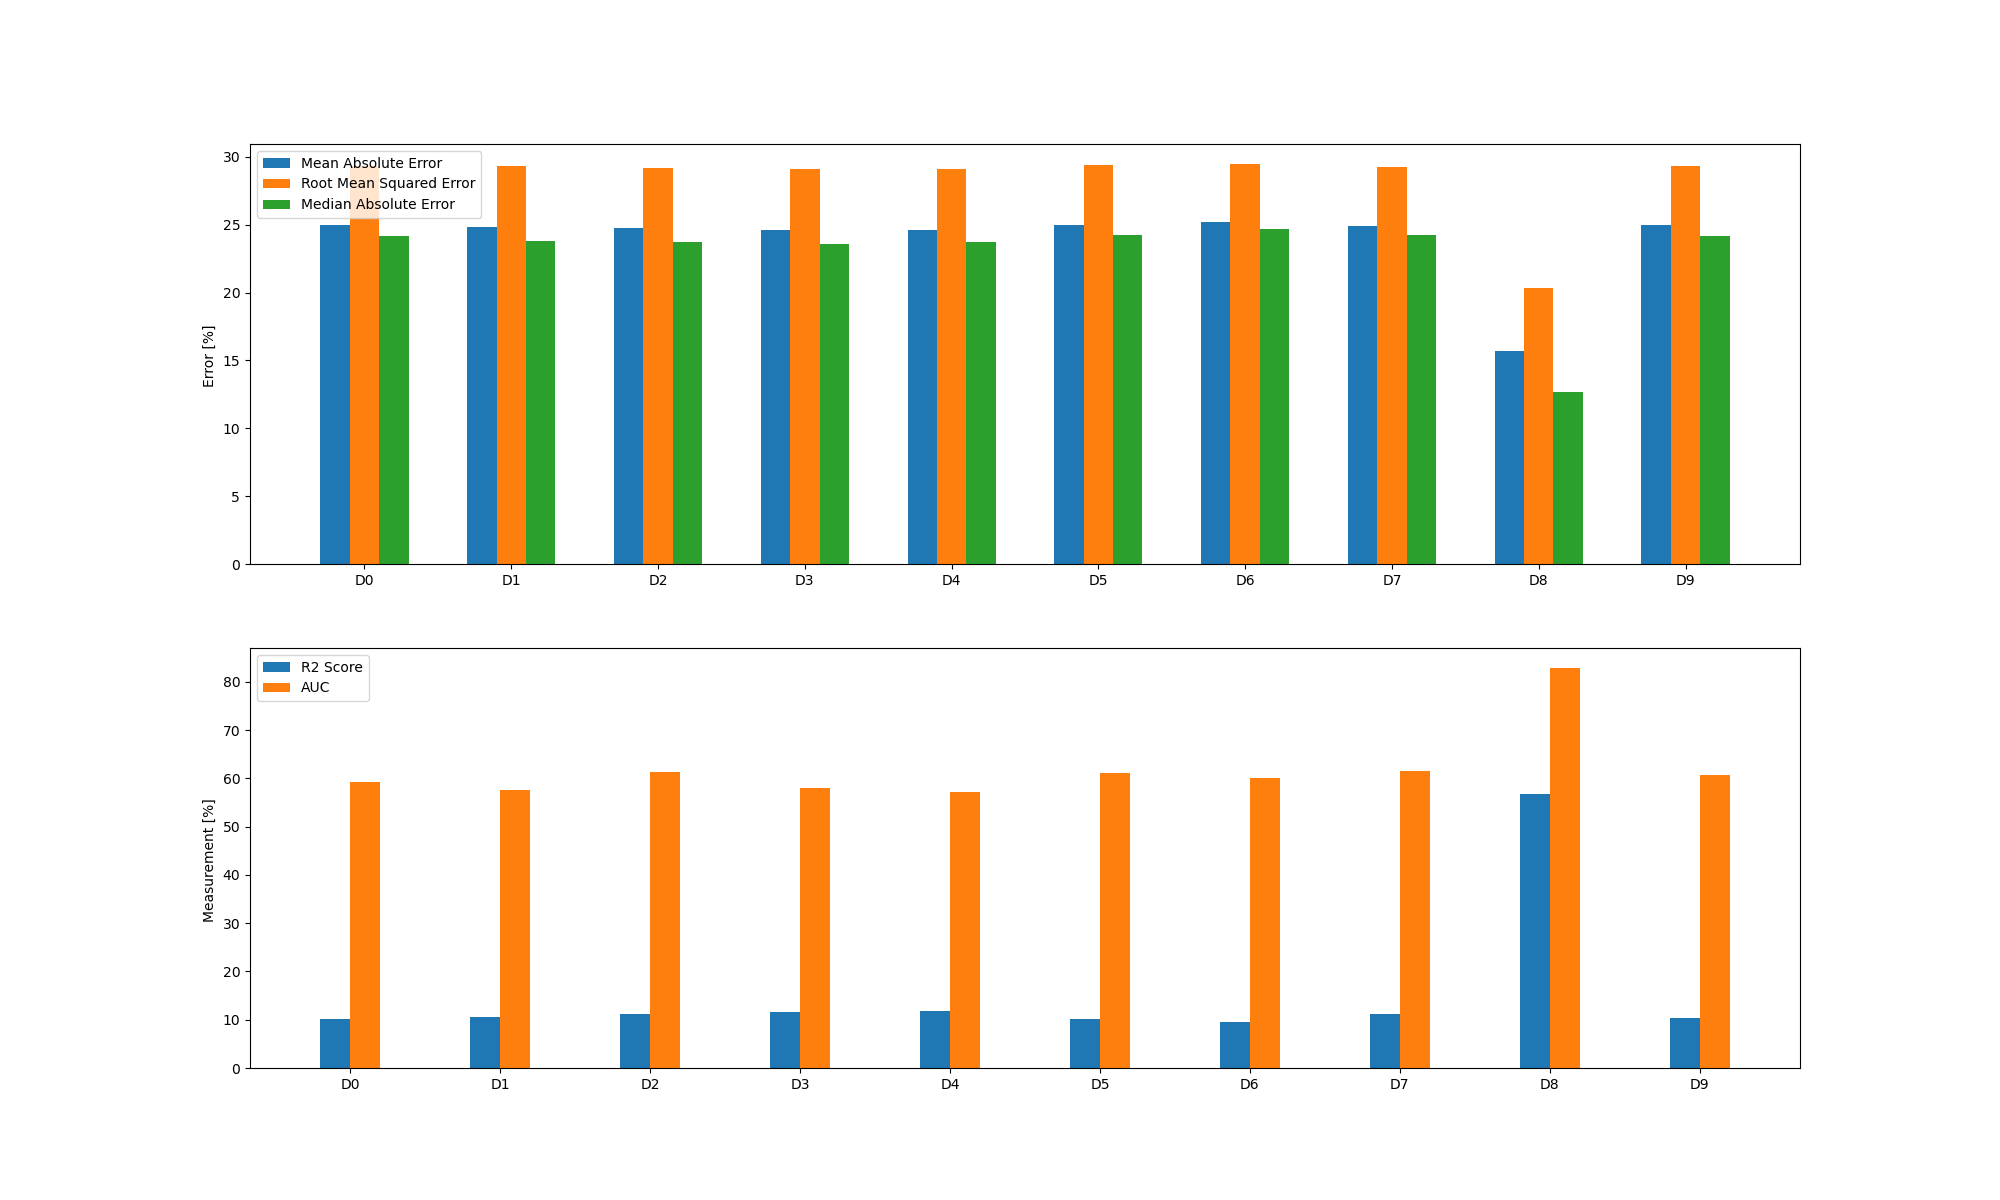 Mean Absolute Error
Root Mean Squared Error
Median Absolute Error
30
25
20
15
10
5
0
Error [%]
D0 D1 D2 D3 D4 D5 D6 D7 D8 D9
R2 Score
AUC
80
70
60
50
40
30
20
10
0
Measurement [%]
D0 D1 D2 D3 D4 D5 D6 D7 D8 D9